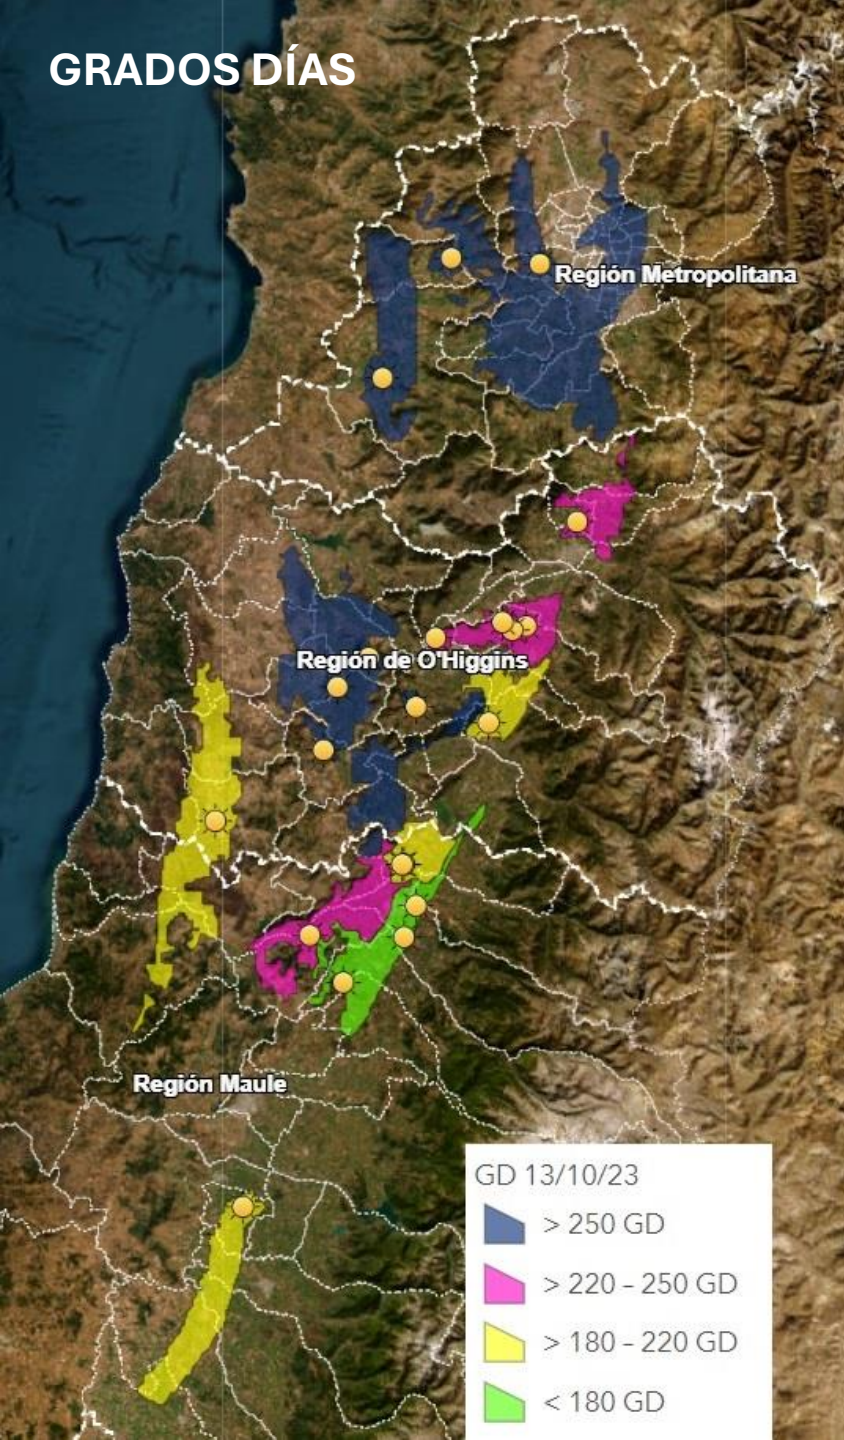 GRADOS DÍAS
Región Metropolitana
Región de O'Higgins
Región Maule
GD 13/10/23
> 250 GD
> 220 – 250 GD
> 180 – 220 GD
< 180 GD